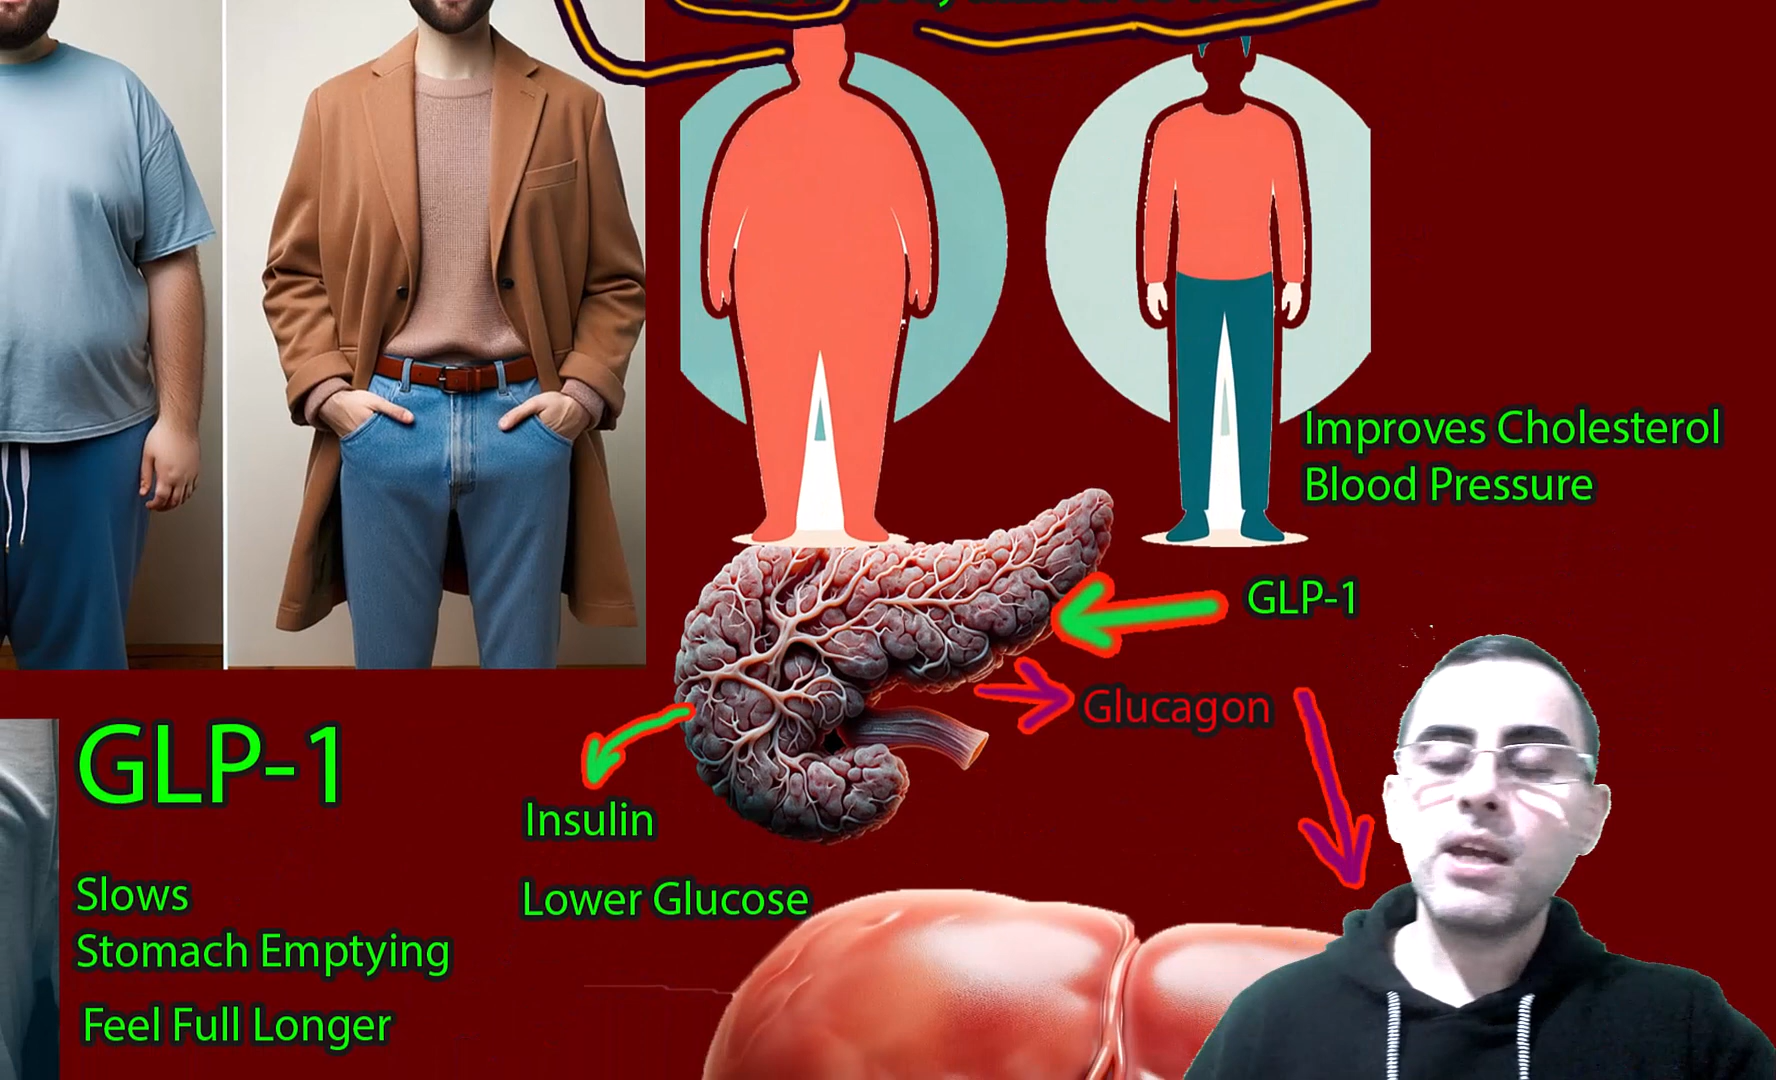 Improves Cholesterol
Blood Pressure
GLP-1
Glucagon
GLP-1
Insulin
Slows
Lower Glucose
Stomach Emptying
Feel Full Longer